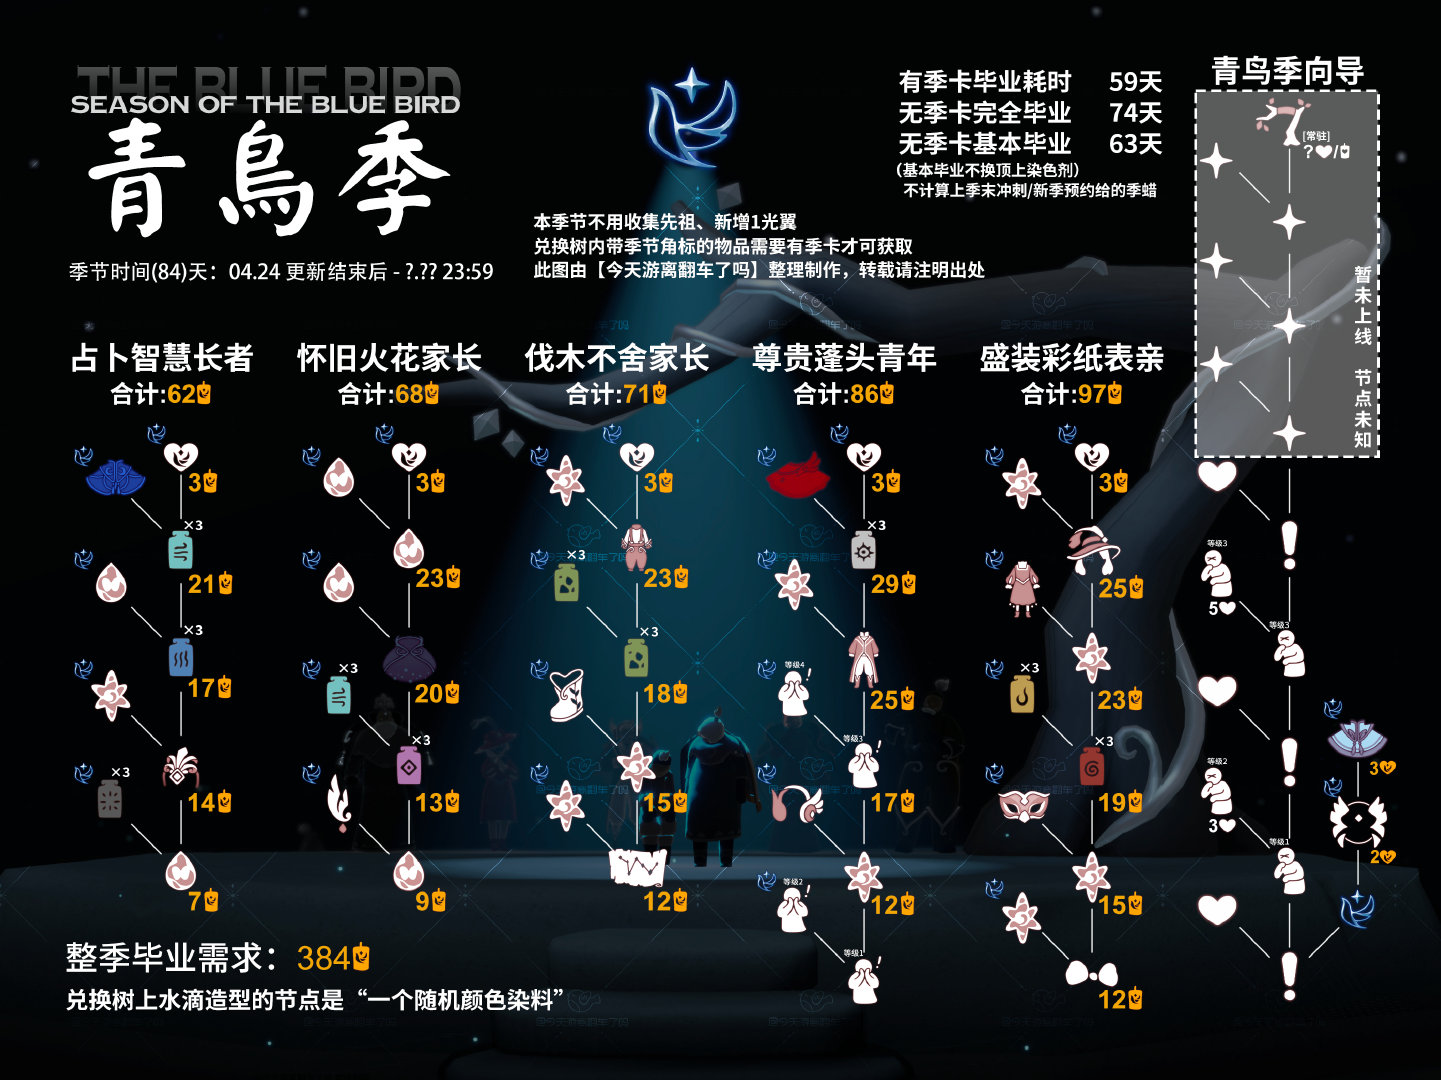 THE BLUE BIRD
SEASON OF THE BLUE BIRD
青鳥季
季节时间(84)天：04.24 更新结束后 - ?.?? 23:59
有季卡毕业耗时 59天
无季卡完全毕业 74天
无季卡基本毕业 63天
(基本毕业不换顶上染色剂)
不计算上季末冲刺/新季预约给的季蜡
本季节不用收集先祖、新增1光翼
兑换树内带季节角标的物品需要有季卡才可获取
此图由【今天游离翻车了吗】整理制作，转载请注明出处
青鸟季向导
[常驻]
?/
暂未上线 节点未知
占卜智慧长者
合计:62
3
×3
21
×3
17
14
×3
7
怀旧火花家长
合计:68
3
23
20
×3
×3
13
9
伐木不舍家长
合计:71
3
×3
23
×3
18
15
12
尊贵蓬头青年
合计:86
3
×3
29
25
等级4
等级3
17
12
等级2
等级1
盛装彩纸表亲
合计:97
3
25
23
×3
×3
19
15
12
等级3
5
等级3
等级2
3
等级1
3
2
整季毕业需求：384
兑换树上水滴造型的节点是“一个随机颜色染料”
@今天游离翻车了吗